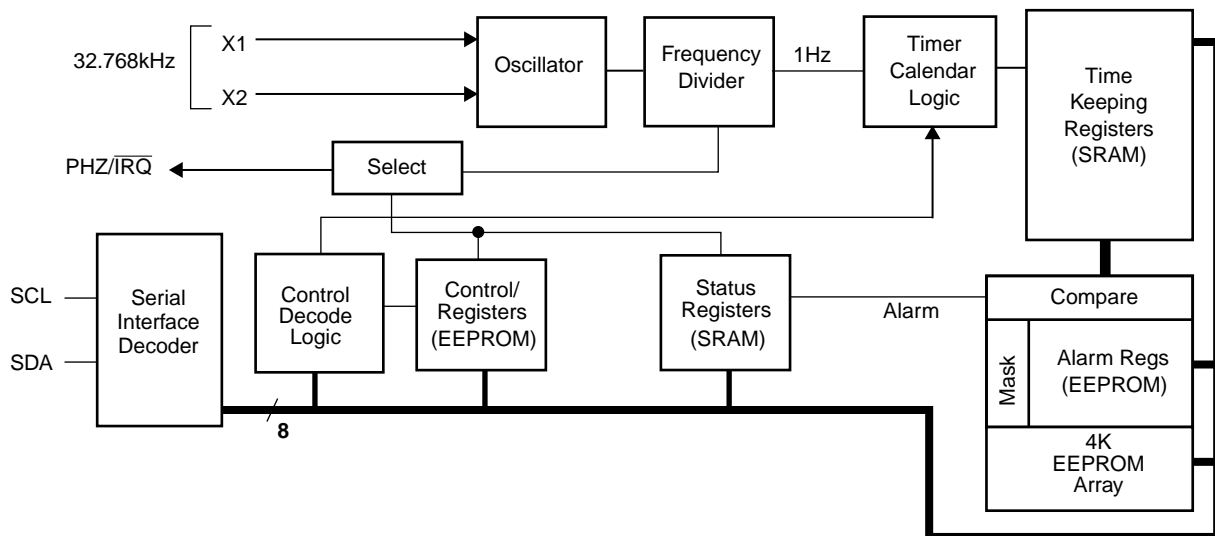 32.768kHz
X1
X2
Oscillator
Frequency
Divider
1Hz
Timer
Calendar
Logic
Time
Keeping
Registers
(SRAM)
PHZ/IRQ
Select
SCL
SDA
Serial
Interface
Decoder
Control
Decode
Logic
Control/
Registers
(EEPROM)
Status
Registers
(SRAM)
Alarm
Compare
Mask
Alarm Regs
(EEPROM)
4K
EEPROM
Array
8